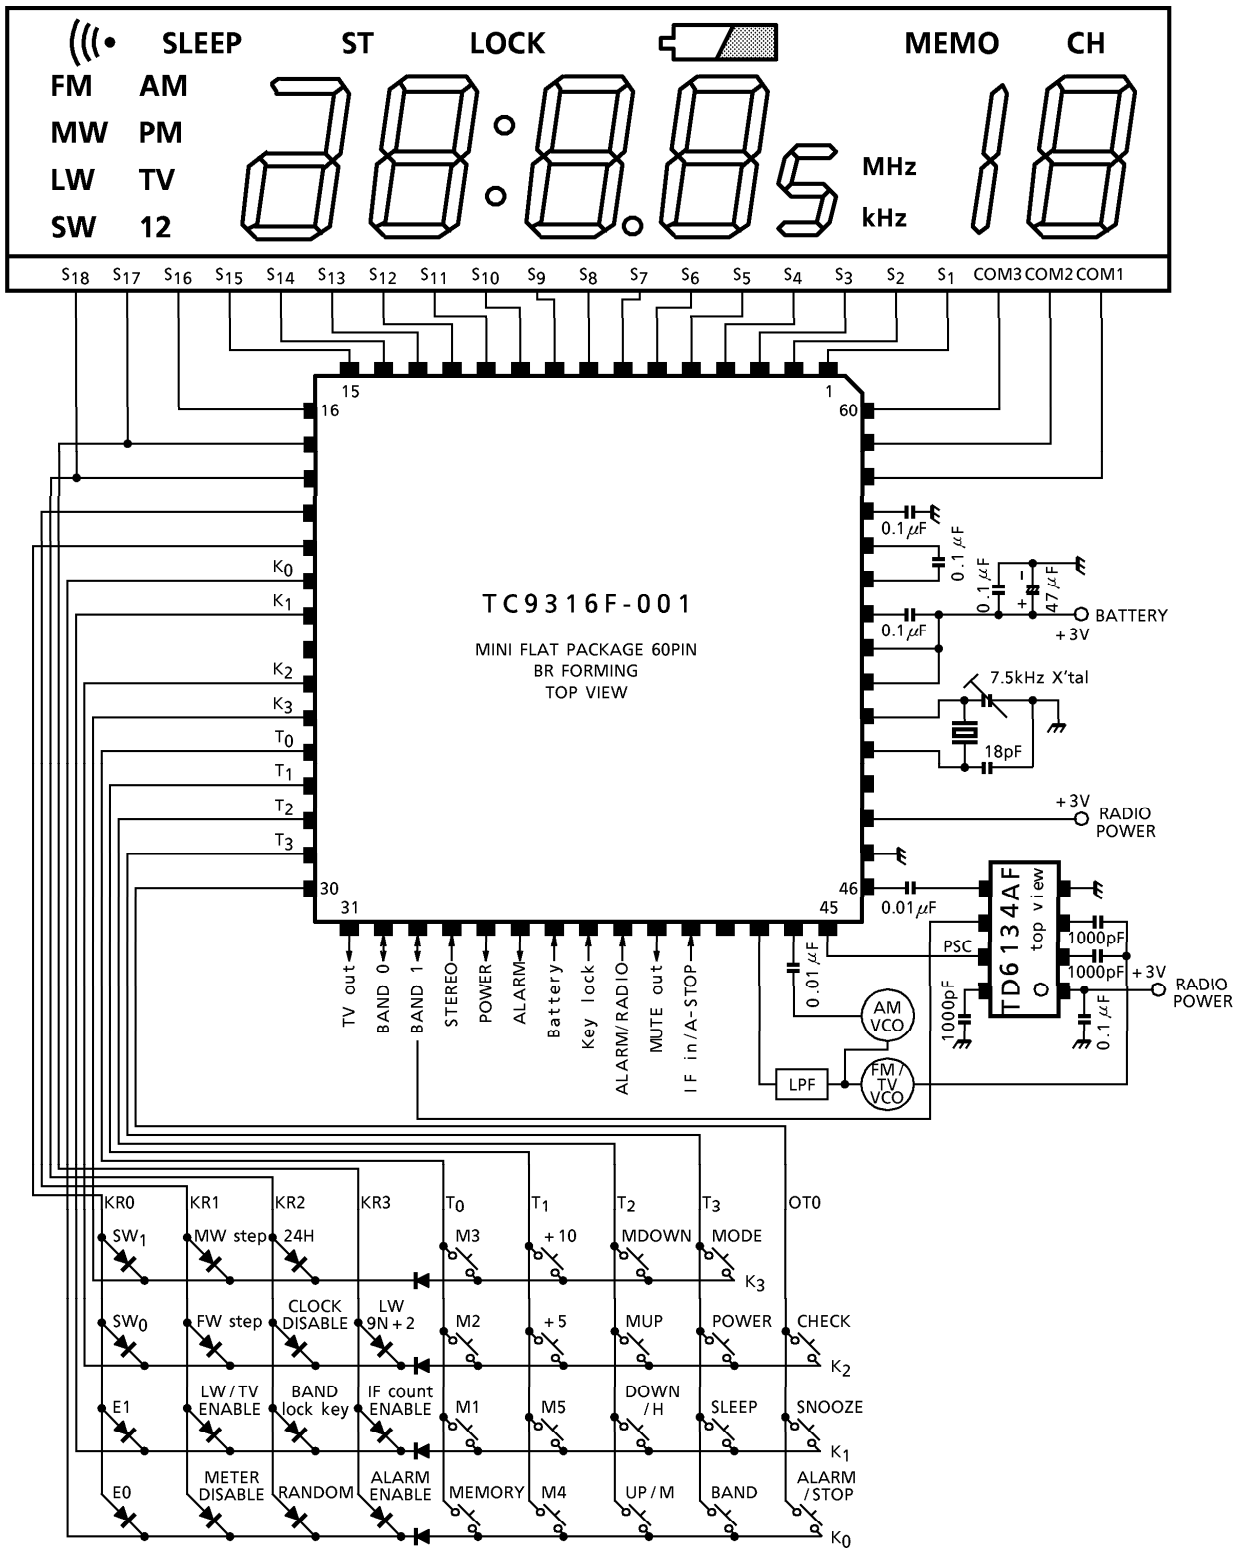 SLEEP ST LOCK MEMO CH
FM AM
MW PM MHz
LW TV
SW 12 kHz
S18 S17 S16 S15 S14 S13 S12 S11 S10 S9 S8 S7 S6 S5 S4 S3 S2 S1 COM3 COM2 COM1
15 1
16 60
0.1μF
0.1μF
K0
0.1μF
47μF
- +
K1
TC9316F-001
0.1μF
BATTERY
+3V
MINI FLAT PACKAGE 60PIN
BR FORMING
TOP VIEW
K2
7.5kHz X'tal
K3
T0
18pF
T1
T2
+3V
RADIO
POWER
T3
30 46
31 45
0.01μF
TD6134AF
top view
1000pF
PSC
1000pF
+3V
RADIO
POWER
TV out
BAND 0
BAND 1
STEREO
POWER
ALARM
Battery
Key lock
ALARM/RADIO
MUTE out
IF in/A-STOP
0.01μF
1000pF
0.1μF
AM
VCO
LPF
FM/
TV
VCO
KR0 KR1 KR2 KR3 T0 T1 T2 T3 OT0
SW1 MW step 24H M3 +10 MDOWN MODE
K3
SW0 FW step CLOCK
DISABLE LW
9N+2 M2 +5 MUP POWER CHECK
K2
E1 LW/TV
ENABLE BAND
lock key IF count
ENABLE M1 M5 DOWN
/H SLEEP SNOOZE
K1
E0 METER
DISABLE RANDOM ALARM
ENABLE MEMORY M4 UP/M BAND ALARM
/STOP
K0